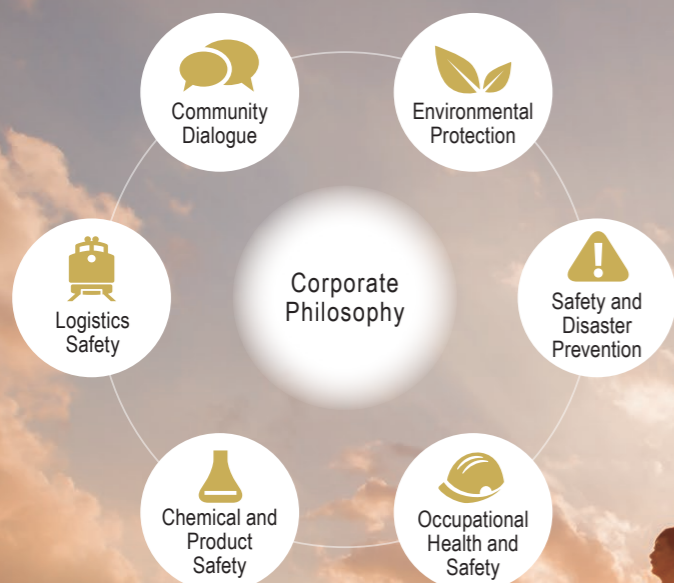 Community
Dialogue
Environmental
Protection
Logistics
Safety
Corporate
Philosophy
Safety and
Disaster
Prevention
Chemical and
Product
Safety
Occupational
Health and
Safety